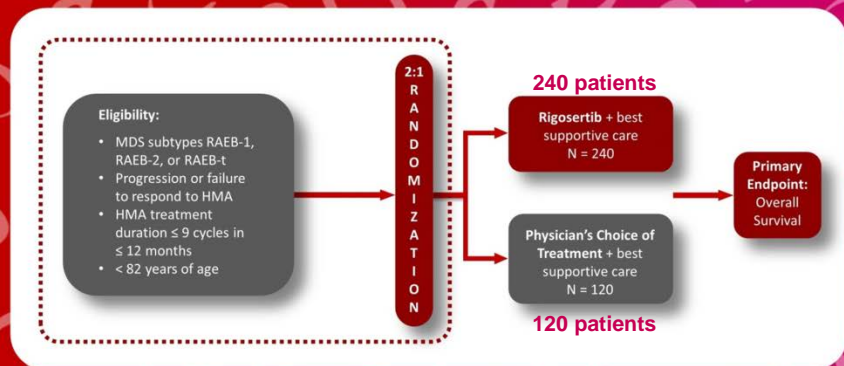 Eligibility:
• MDS subtypes RAEB-1,
RAEB-2, or RAEB-t
• Progression or failure
to respond to HMA
• HMA treatment
duration ≤ 9 cycles in
≤ 12 months
• < 82 years of age
2:1
R
A
N
D
O
M
I
Z
A
T
I
O
N
240 patients
Rigosertib + best
supportive care
N = 240
Physician's Choice of
Treatment + best
supportive care
N = 120
120 patients
Primary
Endpoint:
Overall
Survival